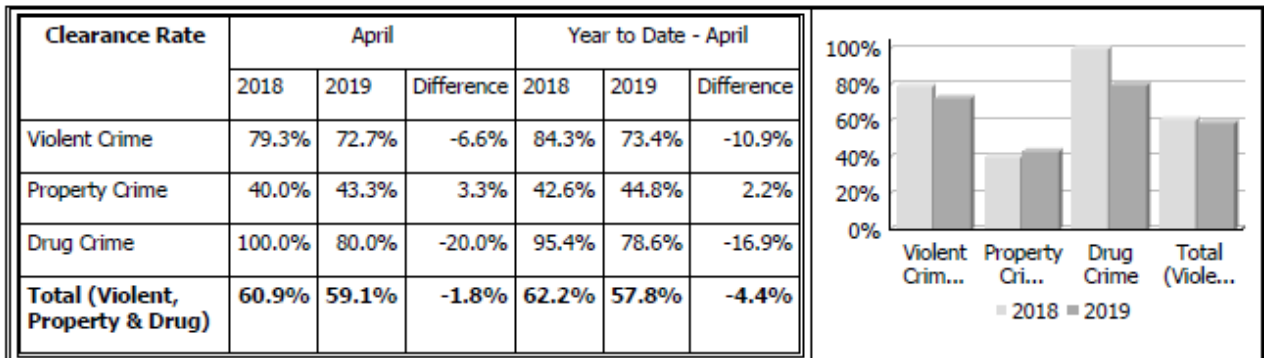 Clearance Rate April Year to Date - April
2018 2019 Difference 2018 2019 Difference
Violent Crime 79.3% 72.7% -6.6% 84.3% 73.4% -10.9%
Property Crime 40.0% 43.3% 3.3% 42.6% 44.8% 2.2%
Drug Crime 100.0% 80.0% -20.0% 95.4% 78.6% -16.9%
Total (Violent, 60.9% 59.1% -1.8% 62.2% 57.8% -4.4%
Property & Drug)
100%
80%
60%
40%
20%
0%
Violent Property Drug Total
Crim... Cri... Crime (Viole...
2018 2019